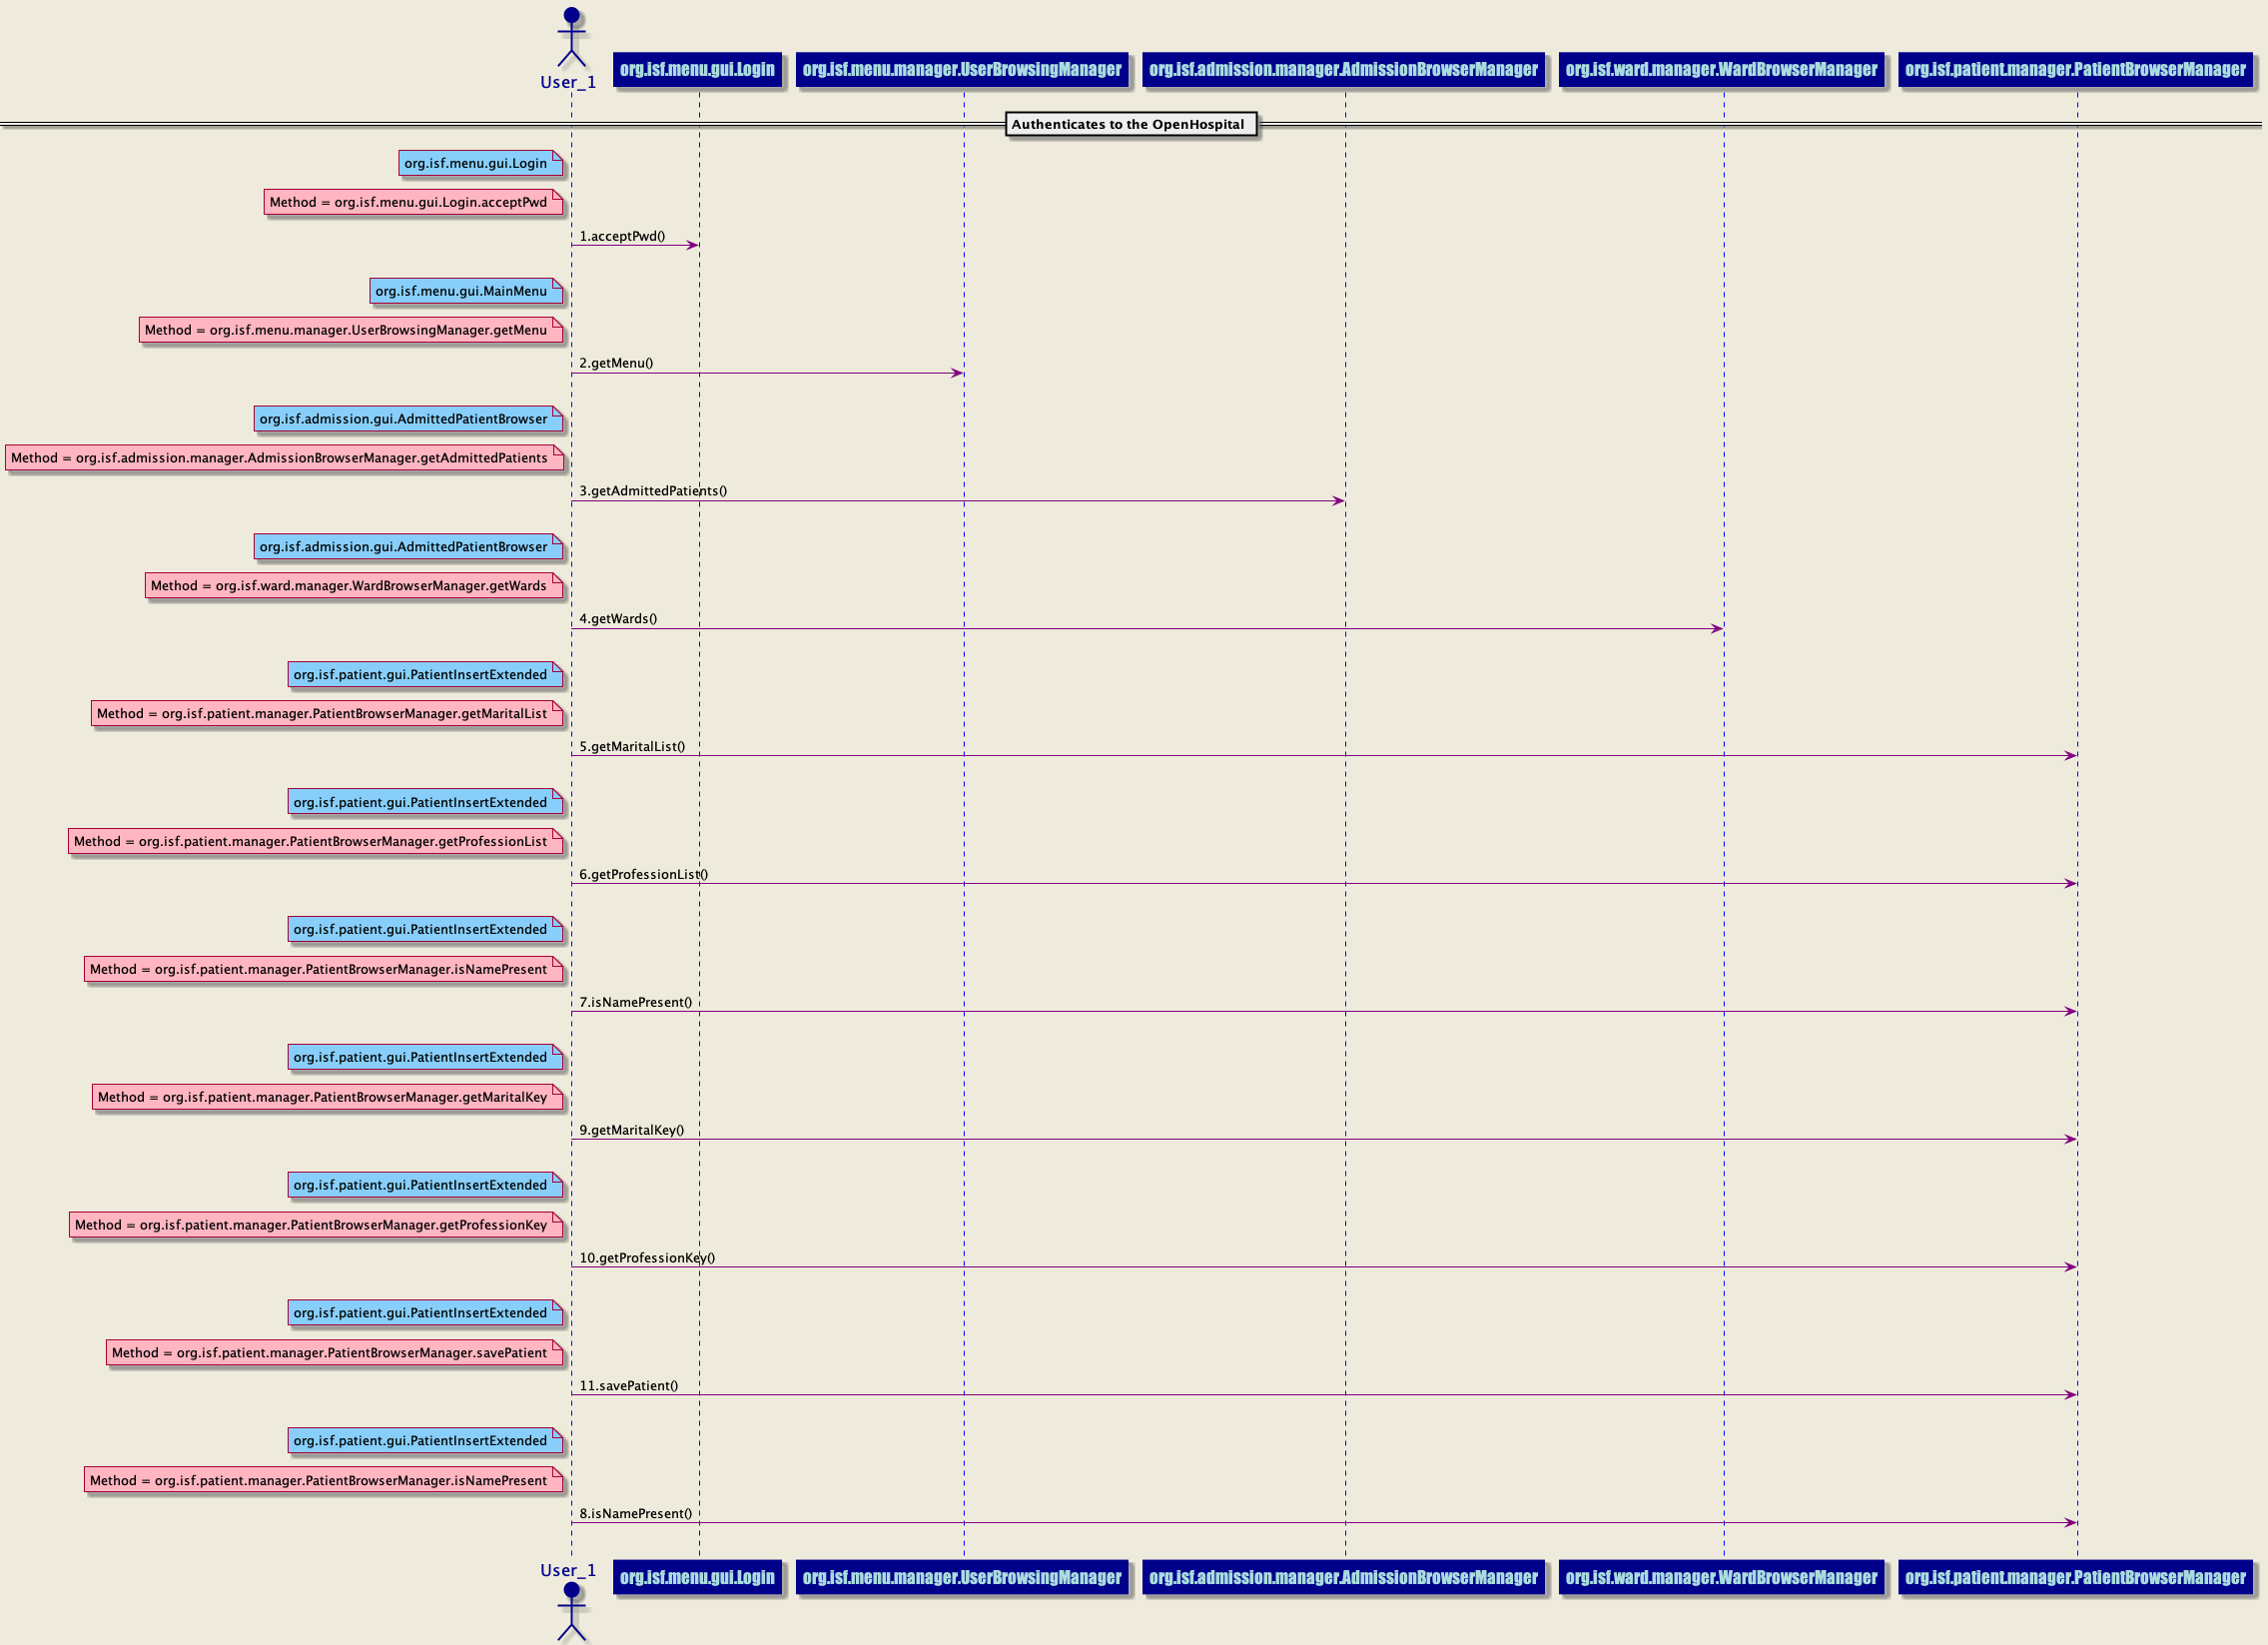 User_1
org.isf.menu.gui.Login
org.isf.menu.manager.UserBrowsingManager
org.isf.admission.manager.AdmissionBrowserManager
org.isf.ward.manager.WardBrowserManager
org.isf.patient.manager.PatientBrowserManager
Authenticates to the OpenHospital
org.isf.menu.gui.Login
Method = org.isf.menu.gui.Login.acceptPwd
1.acceptPwd()
org.isf.menu.gui.MainMenu
Method = org.isf.menu.manager.UserBrowsingManager.getMenu
2.getMenu()
org.isf.admission.gui.AdmittedPatientBrowser
Method = org.isf.admission.manager.AdmissionBrowserManager.getAdmittedPatients
3.getAdmittedPatients()
org.isf.admission.gui.AdmittedPatientBrowser
Method = org.isf.ward.manager.WardBrowserManager.getWards
4.getWards()
org.isf.patient.gui.PatientInsertExtended
Method = org.isf.patient.manager.PatientBrowserManager.getMaritalList
5.getMaritalList()
org.isf.patient.gui.PatientInsertExtended
Method = org.isf.patient.manager.PatientBrowserManager.getProfessionList
6.getProfessionList()
org.isf.patient.gui.PatientInsertExtended
Method = org.isf.patient.manager.PatientBrowserManager.isNamePresent
7.isNamePresent()
org.isf.patient.gui.PatientInsertExtended
Method = org.isf.patient.manager.PatientBrowserManager.getMaritalKey
9.getMaritalKey()
org.isf.patient.gui.PatientInsertExtended
Method = org.isf.patient.manager.PatientBrowserManager.getProfessionKey
10.getProfessionKey()
org.isf.patient.gui.PatientInsertExtended
Method = org.isf.patient.manager.PatientBrowserManager.savePatient
11.savePatient()
org.isf.patient.gui.PatientInsertExtended
Method = org.isf.patient.manager.PatientBrowserManager.isNamePresent
8.isNamePresent()
User_1
org.isf.menu.gui.Login
org.isf.menu.manager.UserBrowsingManager
org.isf.admission.manager.AdmissionBrowserManager
org.isf.ward.manager.WardBrowserManager
org.isf.patient.manager.PatientBrowserManager